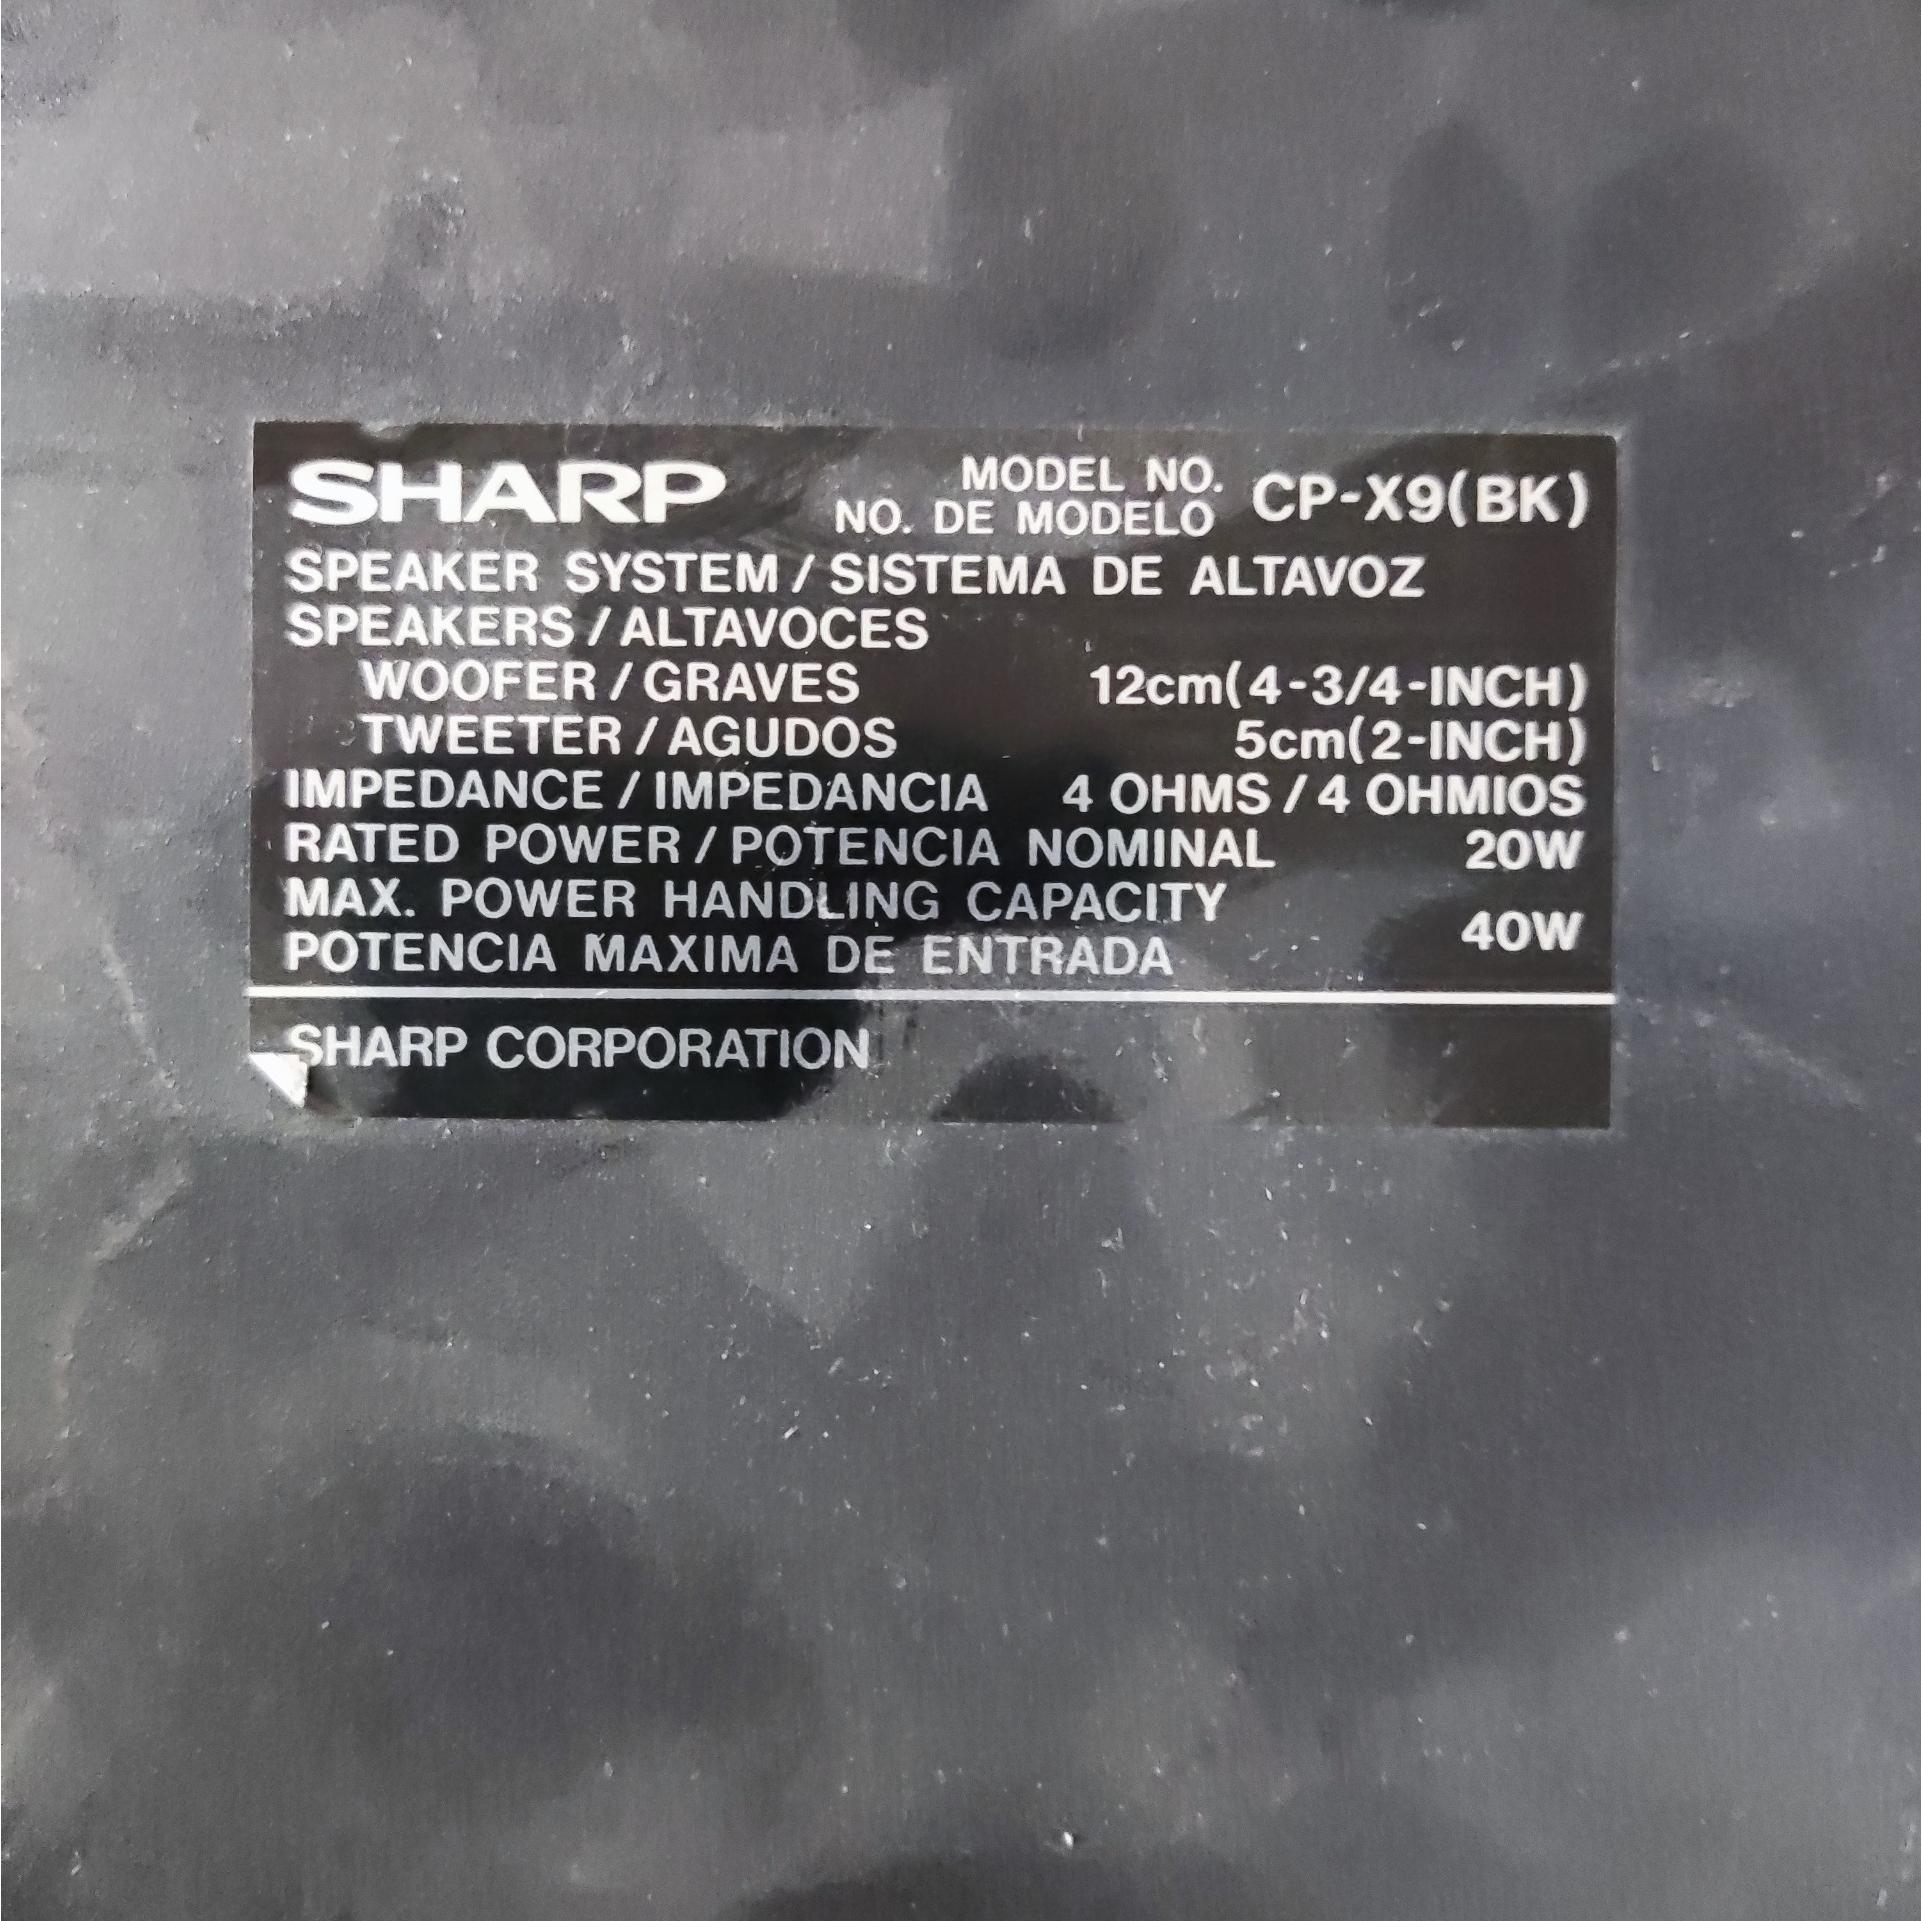 SHARP MODEL NO. CP-X9(BK)
NO. DE MODELO
SPEAKER SYSTEM / SISTEMA DE ALTAVOZ
SPEAKERS / ALTAVOCES
WOOFER / GRAVES 12cm(4-3/4-INCH)
TWEETER / AGUDOS 5cm(2-INCH)
IMPEDANCE / IMPEDANCIA 4 OHMS / 4 OHMIOS
RATED POWER / POTENCIA NOMINAL 20W
MAX. POWER HANDLING CAPACITY 40W
POTENCIA MAXIMA DE ENTRADA
SHARP CORPORATION